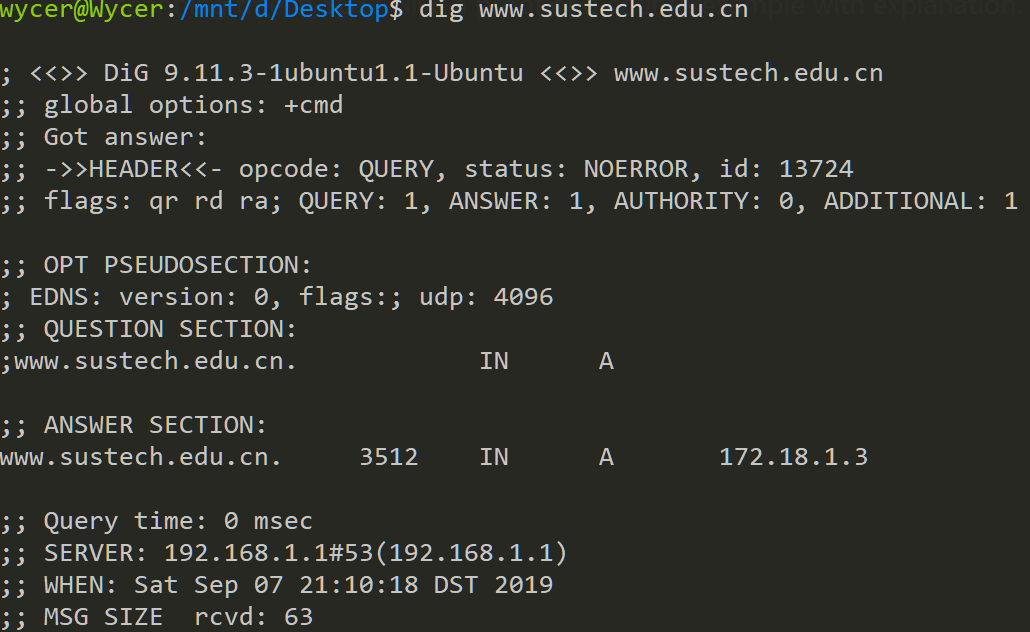 wycer@Wycer:/mnt/d/Desktop$ dig www.sustech.edu.cn
; <<>> DiG 9.11.3-1ubuntu1.1-Ubuntu <<>> www.sustech.edu.cn
;; global options: +cmd
;; Got answer:
;; ->>HEADER<<- opcode: QUERY, status: NOERROR, id: 13724
;; flags: qr rd ra; QUERY: 1, ANSWER: 1, AUTHORITY: 0, ADDITIONAL: 1
;; OPT PSEUDOSECTION:
; EDNS: version: 0, flags:; udp: 4096
;; QUESTION SECTION:
;www.sustech.edu.cn. IN A
;; ANSWER SECTION:
www.sustech.edu.cn. 3512 IN A 172.18.1.3
;; Query time: 0 msec
;; SERVER: 192.168.1.1#53(192.168.1.1)
;; WHEN: Sat Sep 07 21:10:18 DST 2019
;; MSG SIZE rcvd: 63